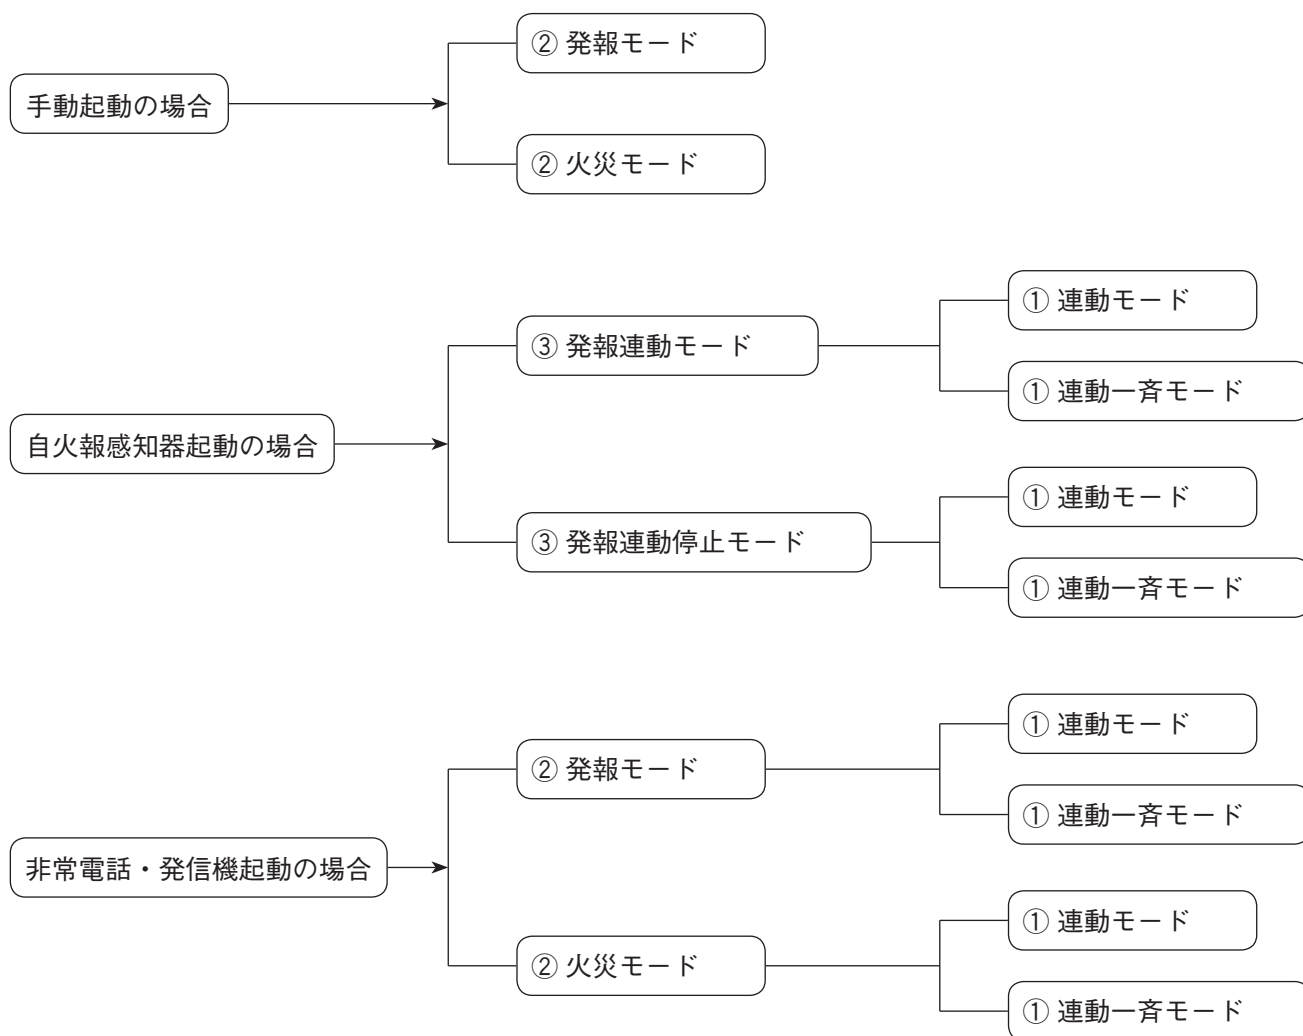 ② 発報モード
手動起動の場合
② 火災モード
① 連動モード
③ 発報連動モード
① 連動一斉モード
自火報感知器起動の場合
① 連動モード
③ 発報連動停止モード
① 連動一斉モード
① 連動モード
② 発報モード
① 連動一斉モード
非常電話・発信機起動の場合
① 連動モード
② 火災モード
① 連動一斉モード